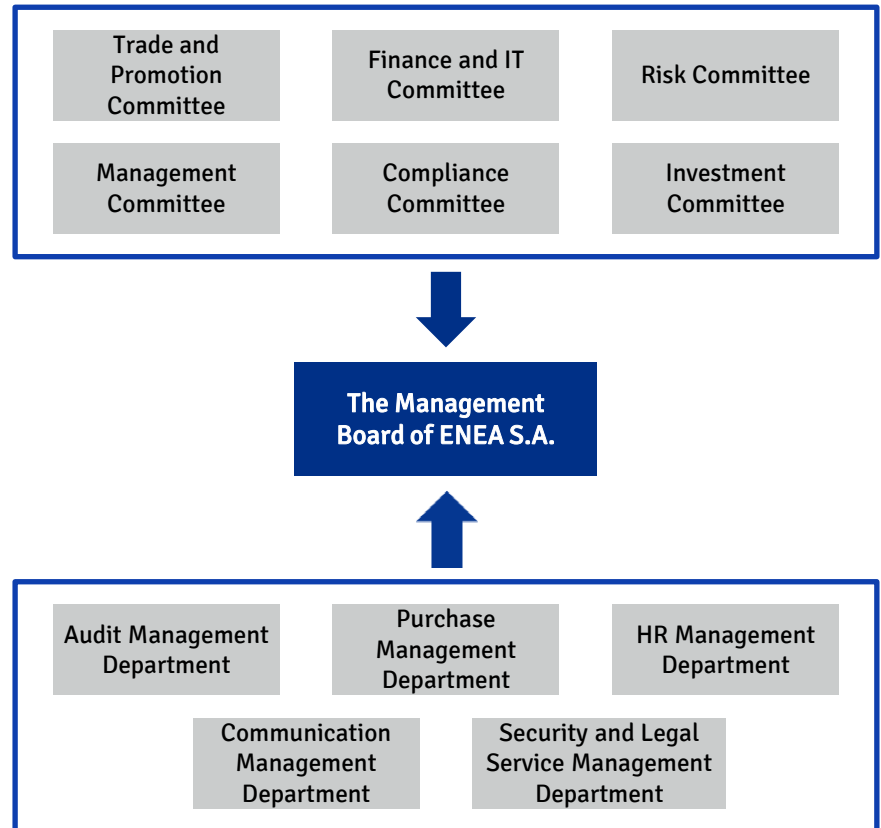 Trade and
Promotion
Committee
Finance and IT
Committee
Risk Committee
Management
Committee
Compliance
Committee
Investment
Committee
The Management
Board of ENEA S.A.
Audit Management
Department
Purchase
Management
Department
HR Management
Department
Communication
Management
Department
Security and Legal
Service Management
Department